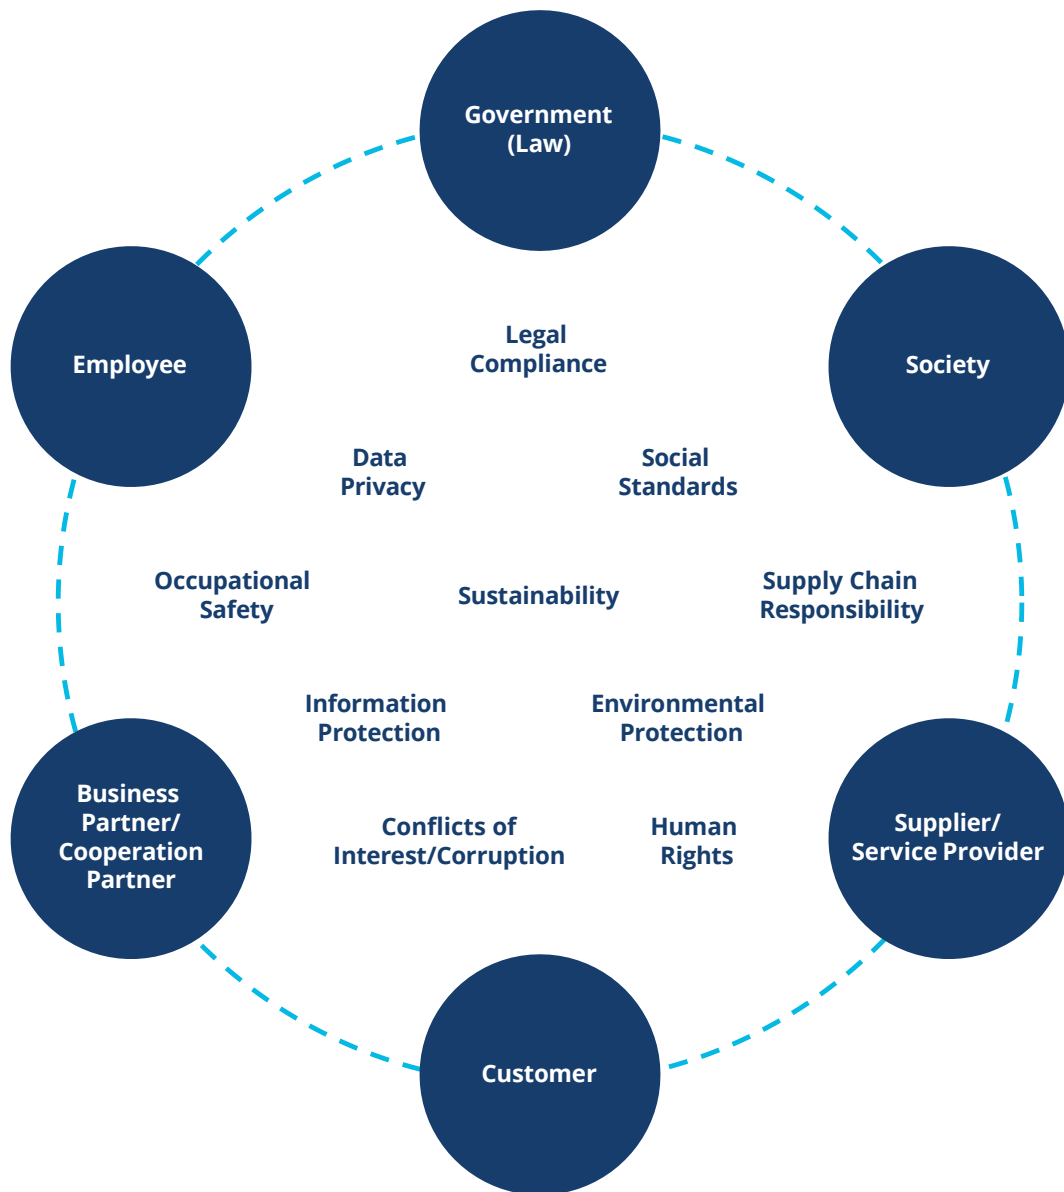 Government
(Law)
Employee
Society
Legal
Compliance
Data
Privacy
Social
Standards
Occupational
Safety
Sustainability
Supply Chain
Responsibility
Information
Protection
Environmental
Protection
Business
Partner/
Cooperation
Partner
Conflicts of
Interest/Corruption
Human
Rights
Supplier/
Service Provider
Customer